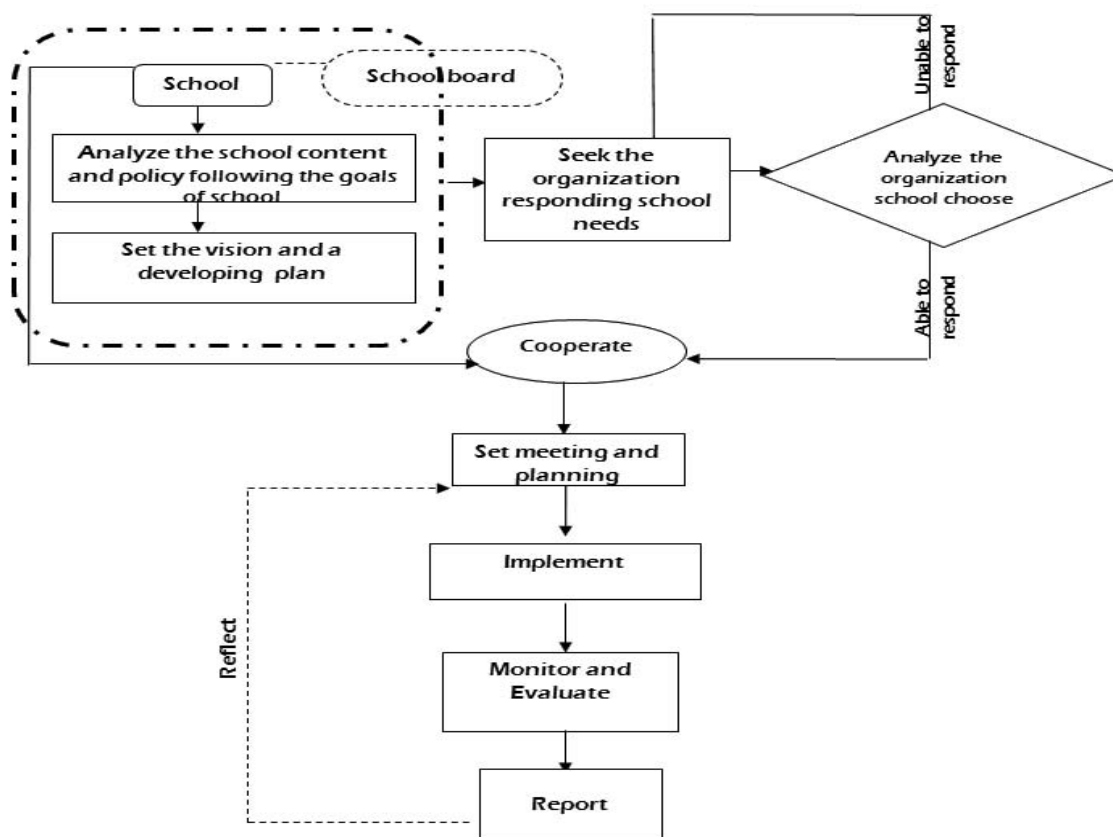 School
School board
Analyze the school content
and policy following the goals
of school
Set the vision and a
developing plan
Seek the
organization
responding school
needs
Unable to
respond
Analyze the
organization
school choose
Able to
respond
Cooperate
Set meeting and
planning
Implement
Reflect
Monitor and
Evaluate
Report